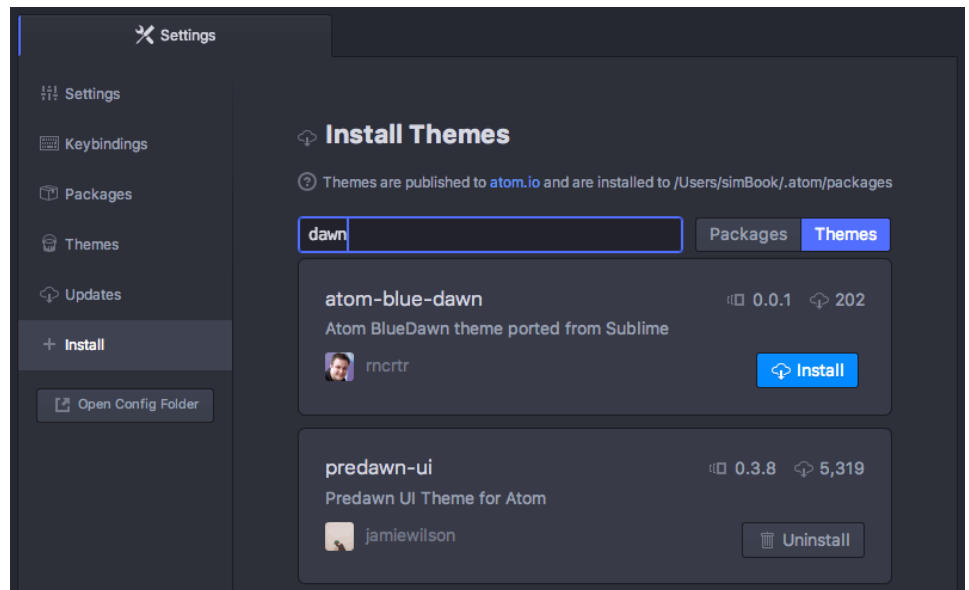 Settings
Settings
Keybindings
Packages
Themes
Updates
Install
Open Config Folder
Install Themes
Themes are published to atom.io and are installed to /Users/simBook/.atom/packages
dawn
Packages Themes
atom-blue-dawn 0.0.1 202
Atom BlueDawn theme ported from Sublime
rncrtr
Install
predawn-ui 0.3.8 5,319
Predawn UI Theme for Atom
jamiewilson
Uninstall